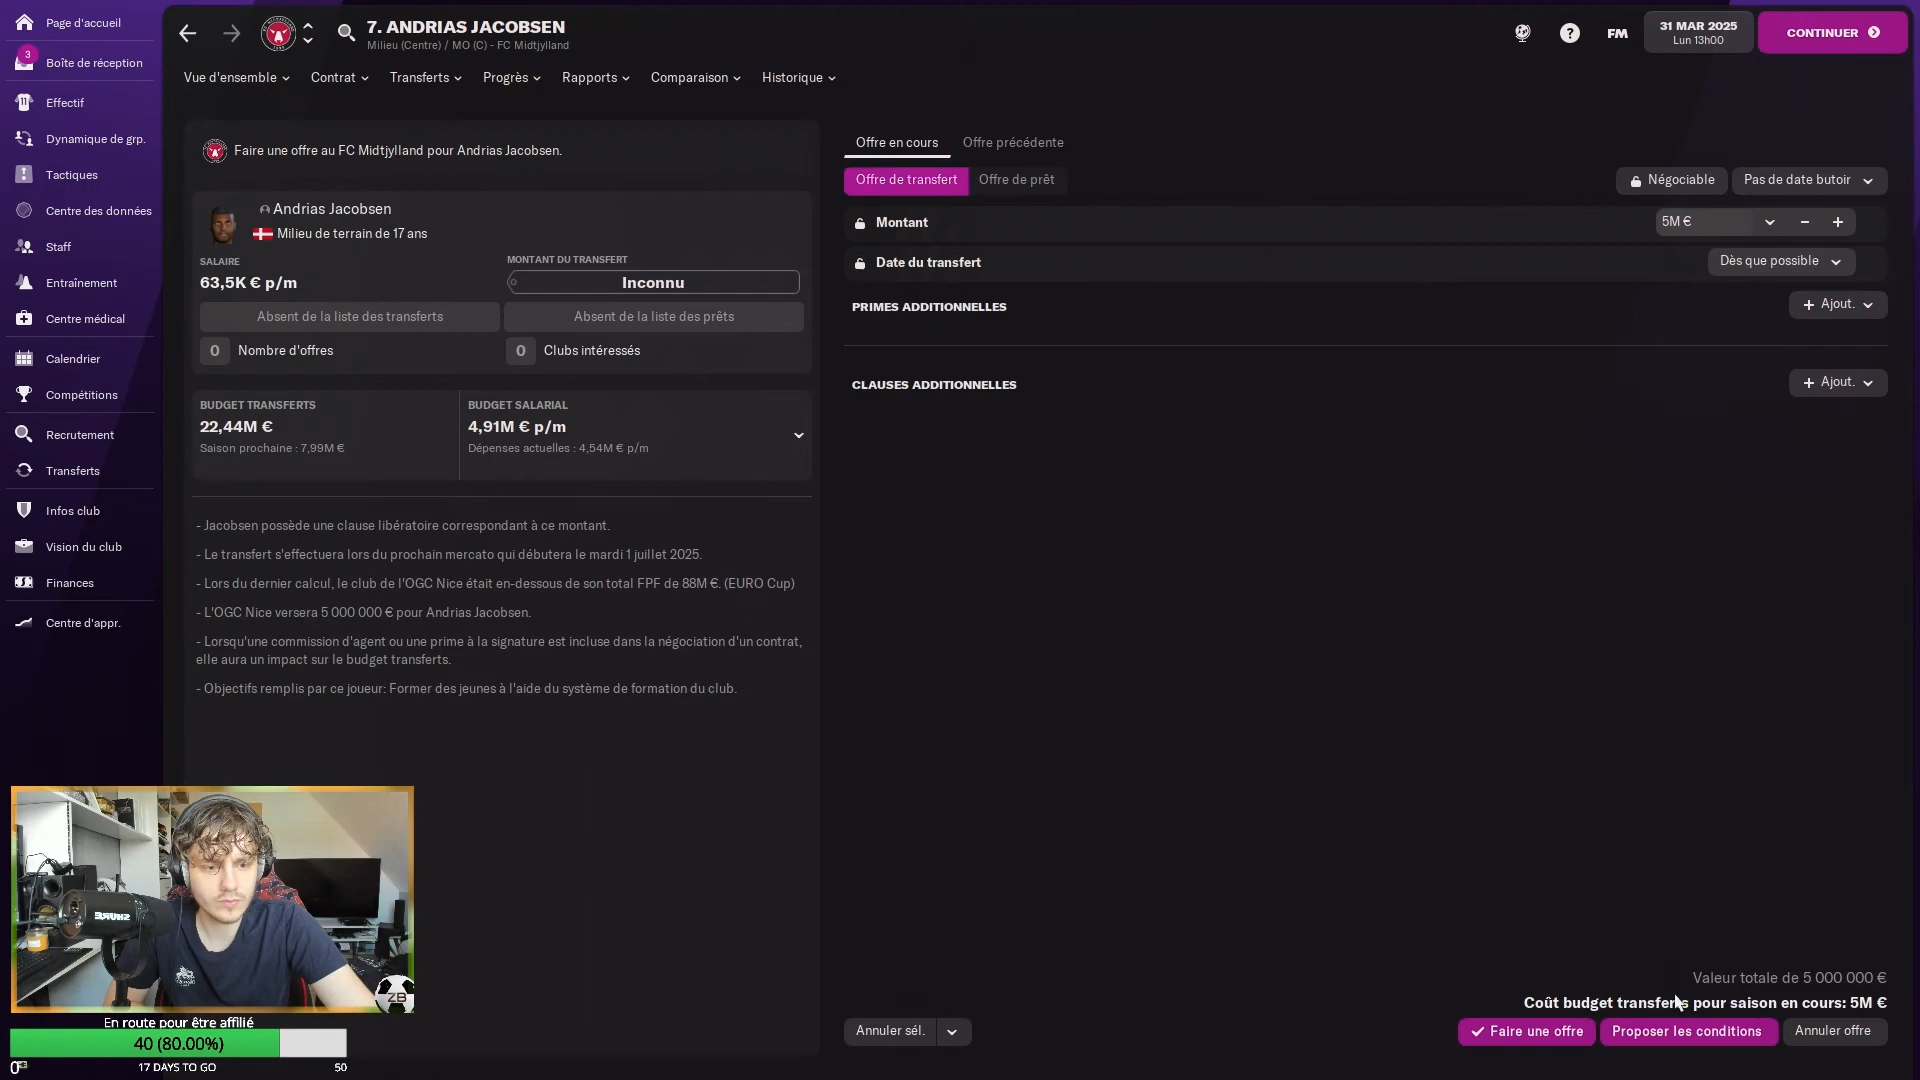 Page d'accueil
3
Boîte de réception
Effectif
Dynamique de grp.
Tactiques
Centre des données
Staff
Entraînement
Centre médical
Calendrier
Compétitions
Recrutement
Transferts
Infos club
Vision du club
Finances
Centre d'appr.
7. ANDRIAS JACOBSEN
Milieu (Centre) / MO (C) - FC Midtjylland
FM
31 MAR 2025
Lun 13h00
CONTINUER
Vue d'ensemble
Contrat
Transferts
Progrès
Rapports
Comparaison
Historique
Faire une offre au FC Midtjylland pour Andrias Jacobsen.
Andrias Jacobsen
Milieu de terrain de 17 ans
SALAIRE
63,5K € p/m
MONTANT DU TRANSFERT
Inconnu
Absent de la liste des transferts
Absent de la liste des prêts
0 Nombre d'offres
0 Clubs intéressés
BUDGET TRANSFERTS
22,44M €
Saison prochaine : 7,99M €
BUDGET SALARIAL
4,91M € p/m
Dépenses actuelles : 4,54M € p/m
- Jacobsen possède une clause libératoire correspondant à ce montant.
- Le transfert s'effectuera lors du prochain mercato qui débutera le mardi 1 juillet 2025.
- Lors du dernier calcul, le club de l'OGC Nice était en-dessous de son total FPF de 88M €. (EURO Cup)
- L'OGC Nice versera 5 000 000 € pour Andrias Jacobsen.
- Lorsqu'une commission d'agent ou une prime à la signature est incluse dans la négociation d'un contrat,
elle aura un impact sur le budget transferts.
- Objectifs remplis par ce joueur: Former des jeunes à l'aide du système de formation du club.
Offre en cours
Offre précédente
Offre de transfert
Offre de prêt
Négociable
Pas de date butoir
Montant
5M €
Date du transfert
Dès que possible
PRIMES ADDITIONNELLES
Ajout.
CLAUSES ADDITIONNELLES
Ajout.
Valeur totale de 5 000 000 €
Coût budget transferts pour saison en cours: 5M €
Annuler sél.
Faire une offre
Proposer les conditions
Annuler offre
SHURE
ZB
En route pour être affilié
40 (80.00%)
0
17 DAYS TO GO
50